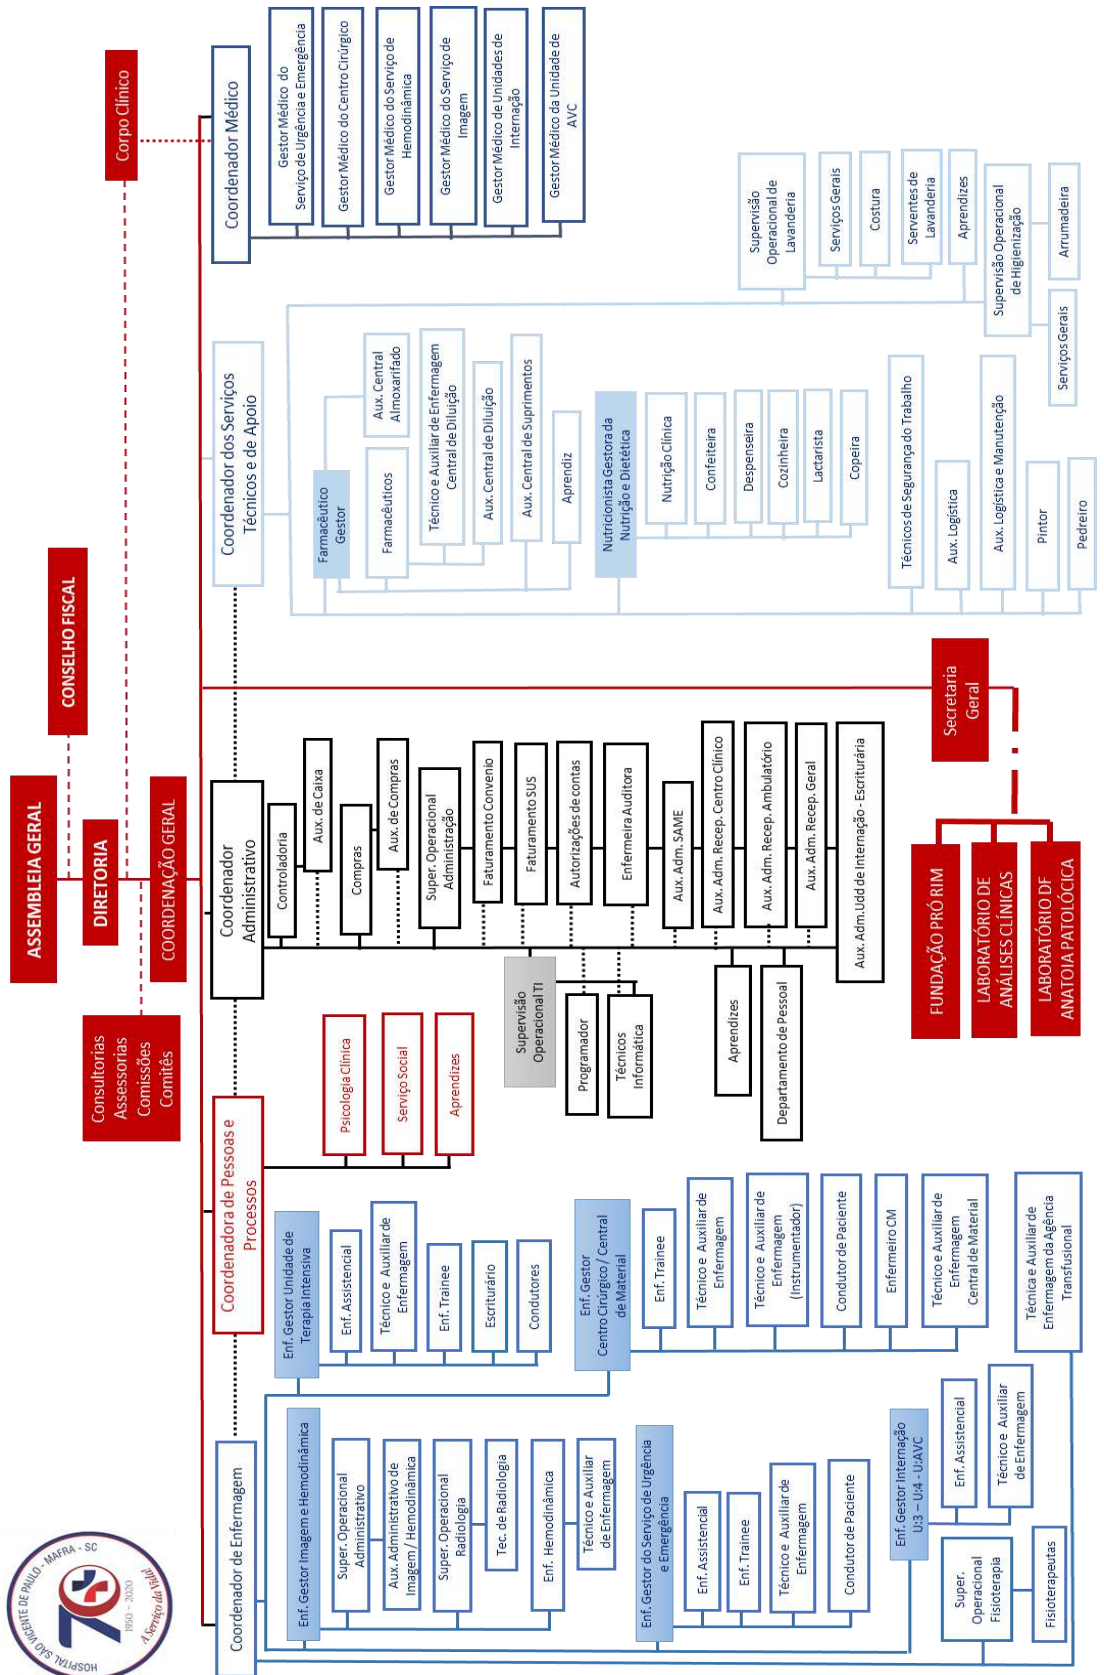 HOSPITAL SÃO VICENTE DE PAULO - MAFRA - SC
70
1950 - 2020
A Serviço da Vida!
ASSEMBLEIA GERAL
CONSELHO FISCAL
DIRETORIA
Corpo Clínico
Consultorias
Assessorias
Comissões
Comitês
COORDENAÇÃO GERAL
Coordenador de Enfermagem
Coordenadora de Pessoas e
Processos
Coordenador
Administrativo
Coordenador dos Serviços
Técnicos e de Apoio
Coordenador Médico
Enf. Gestor Imagem e Hemodinâmica
Super. Operacional
Administrativo
Aux. Administrativo de
Imagem / Hemodinâmica
Super. Operacional
Radiologia
Tec. de Radiologia
Enf. Hemodinâmica
Técnico e Auxiliar
de Enfermagem
Enf. Gestor do Serviço de Urgência
e Emergência
Enf. Assistencial
Enf. Trainee
Técnico e Auxiliar de
Enfermagem
Condutor de Paciente
Enf. Gestor Internação
U:3 – U:4 - U:AVC
Enf. Assistencial
Técnico e Auxiliar
de Enfermagem
Super.
Operacional
Fisioterapia
Fisioterapeutas
Enf. Gestor Unidade de
Terapia Intensiva
Enf. Assistencial
Técnico e Auxiliar de
Enfermagem
Enf. Trainee
Escriturário
Condutores
Enf. Gestor
Centro Cirúrgico / Central
de Material
Enf. Trainee
Técnico e Auxiliar de
Enfermagem
Técnico e Auxiliar de
Enfermagem
(Instrumentador)
Condutor de Paciente
Enfermeiro CM
Técnico e Auxiliar de
Enfermagem
Central de Material
Técnica e Auxiliar de
Enfermagem da Agência
Transfusional
Psicologia Clínica
Serviço Social
Aprendizes
Controladoria
Aux. de Caixa
Compras
Aux. de Compras
Super. Operacional
Administração
Faturamento Convenio
Faturamento SUS
Autorizações de contas
Enfermeira Auditora
Aux. Adm. SAME
Aux. Adm. Recep. Centro Clínico
Aux. Adm. Recep. Ambulatório
Aux. Adm. Recep. Geral
Aux. Adm.Udd de Internação - Escriturária
Supervisão
Operacional TI
Programador
Técnicos
Informática
Aprendizes
Departamento de Pessoal
Farmacêutico
Gestor
Aux. Central
Almoxarifado
Farmacêuticos
Técnico e Auxiliar de Enfermagem
Central de Diluição
Aux. Central de Diluição
Aux. Central de Suprimentos
Aprendiz
Nutricionista Gestora da
Nutrição e Dietética
Nutrição Clínica
Confeiteira
Despenseira
Cozinheira
Lactarista
Copeira
Técnicos de Segurança do Trabalho
Aux. Logística
Aux. Logística e Manutenção
Pintor
Pedreiro
Supervisão
Operacional de
Lavanderia
Serviços Gerais
Costura
Serventes de
Lavanderia
Aprendizes
Supervisão Operacional
de Higienização
Serviços Gerais
Arrumadeira
Gestor Médico do
Serviço de Urgência e Emergência
Gestor Médico do Centro Cirúrgico
Gestor Médico do Serviço de
Hemodinâmica
Gestor Médico do Serviço de
Imagem
Gestor Médico de Unidades de
Internação
Gestor Médico da Unidade de
AVC
Secretaria
Geral
FUNDAÇÃO PRÓ RIM
LABORATÓRIO DE
ANÁLISES CLÍNICAS
LABORATÓRIO DF
ANATOIA PATOLÓCICA